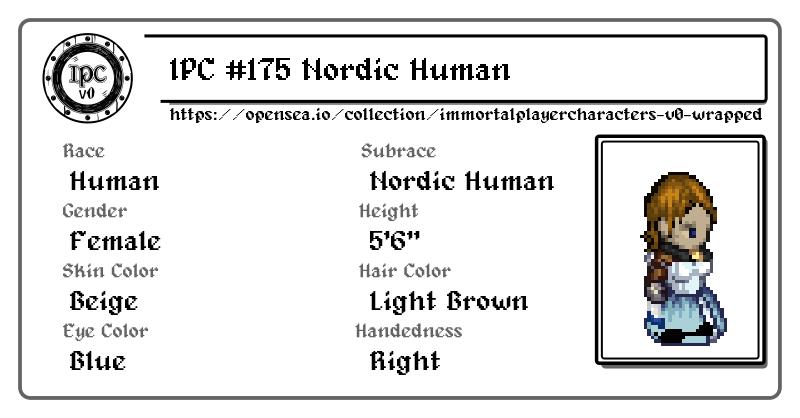 IPC
v0
IPC #175 Nordic Human
https://opensea.io/collection/immortalplayercharacters-v0-wrapped
Race
Human
Subrace
Nordic Human
Gender
Female
Height
5'6"
Skin Color
Beige
Hair Color
Light Brown
Eye Color
Blue
Handedness
Right